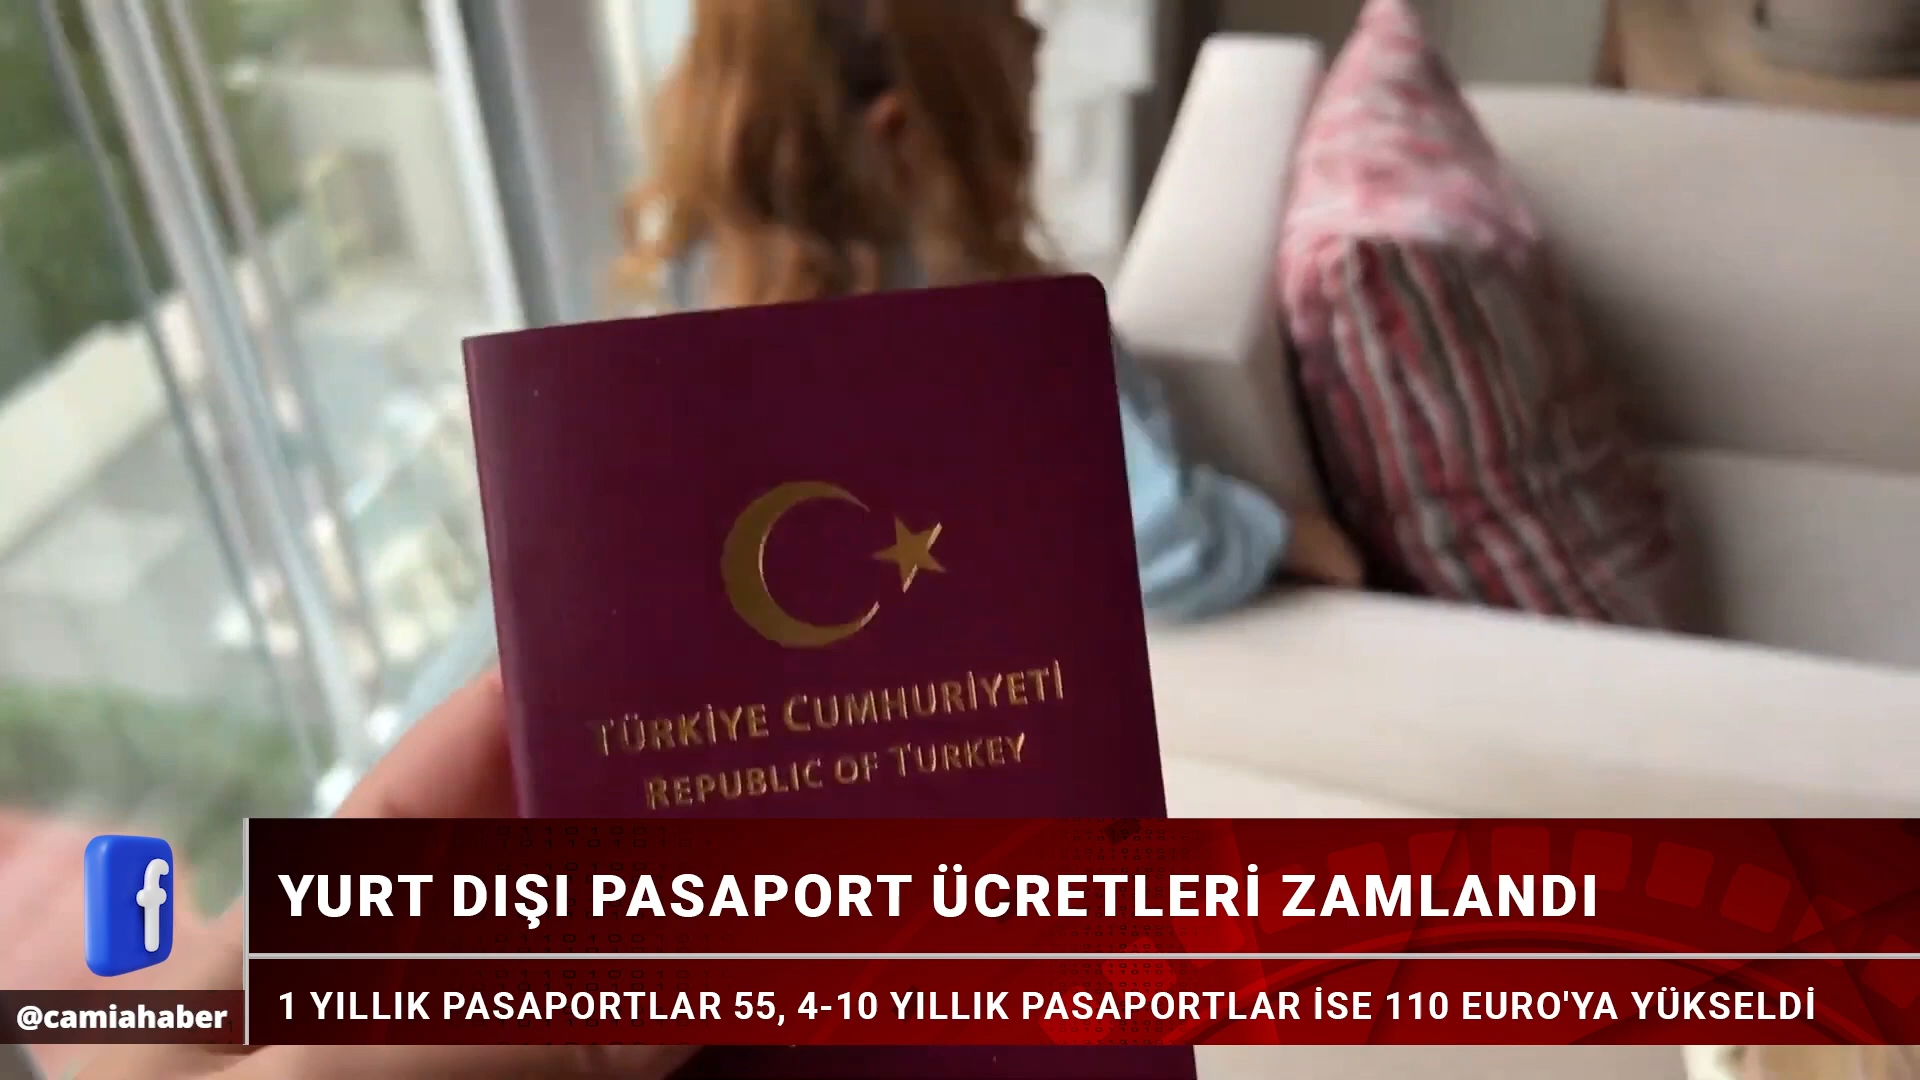 TÜRKİYE CUMHURİYETİ
REPUBLIC OF TURKEY
YURT DIŞI PASAPORT ÜCRETLERİ ZAMLANDI
1 YILLIK PASAPORTLAR 55, 4-10 YILLIK PASAPORTLAR İSE 110 EURO'YA YÜKSELDİ
@camiahaber